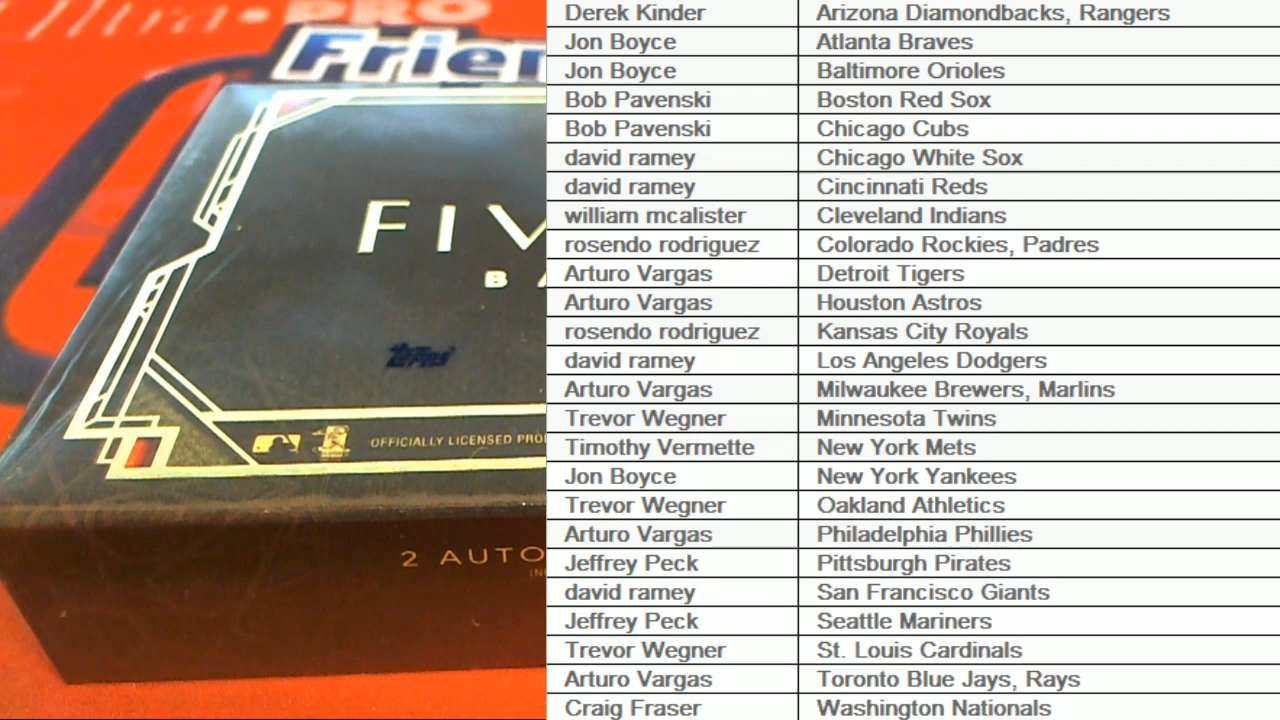 Ultra·PRO
Frien
FIV
BA
Topps
OFFICIALLY LICENSED PRO
2 AUTO
Derek Kinder Arizona Diamondbacks, Rangers
Jon Boyce Atlanta Braves
Jon Boyce Baltimore Orioles
Bob Pavenski Boston Red Sox
Bob Pavenski Chicago Cubs
david ramey Chicago White Sox
david ramey Cincinnati Reds
william mcalister Cleveland Indians
rosendo rodriguez Colorado Rockies, Padres
Arturo Vargas Detroit Tigers
Arturo Vargas Houston Astros
rosendo rodriguez Kansas City Royals
david ramey Los Angeles Dodgers
Arturo Vargas Milwaukee Brewers, Marlins
Trevor Wegner Minnesota Twins
Timothy Vermette New York Mets
Jon Boyce New York Yankees
Trevor Wegner Oakland Athletics
Arturo Vargas Philadelphia Phillies
Jeffrey Peck Pittsburgh Pirates
david ramey San Francisco Giants
Jeffrey Peck Seattle Mariners
Trevor Wegner St. Louis Cardinals
Arturo Vargas Toronto Blue Jays, Rays
Craig Fraser Washington Nationals